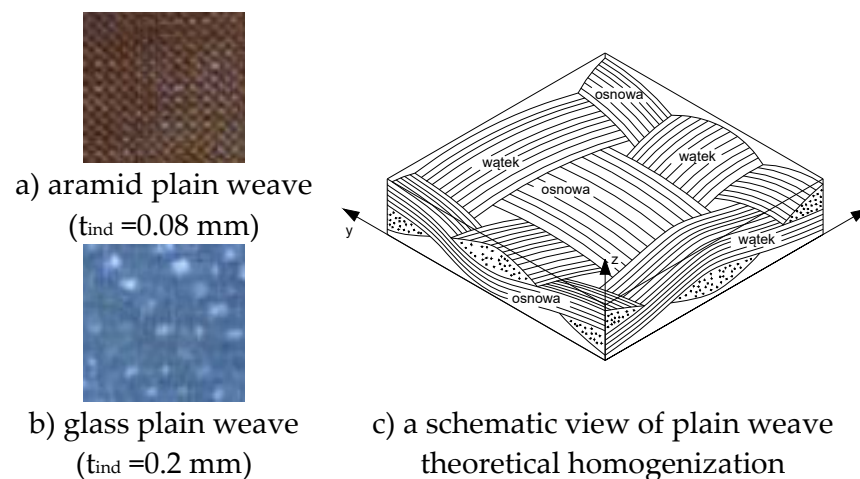 a) aramid plain weave
(tind =0.08 mm)
b) glass plain weave
(tind =0.2 mm)
osnowa
wątek
wątek
osnowa
y
wątek
z
osnowa
c) a schematic view of plain weave
theoretical homogenization